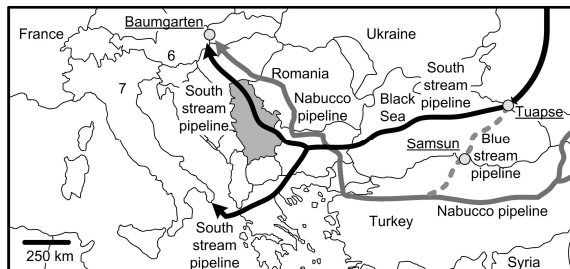 Baumgarten
France
Ukraine
6
7
Romania
South
stream
pipeline
Nabucco
pipeline
Black
Sea
South
stream
pipeline
Tuapse
Samsun
Blue
stream
pipeline
South
stream
pipeline
Turkey
Nabucco pipeline
250 km
Syria